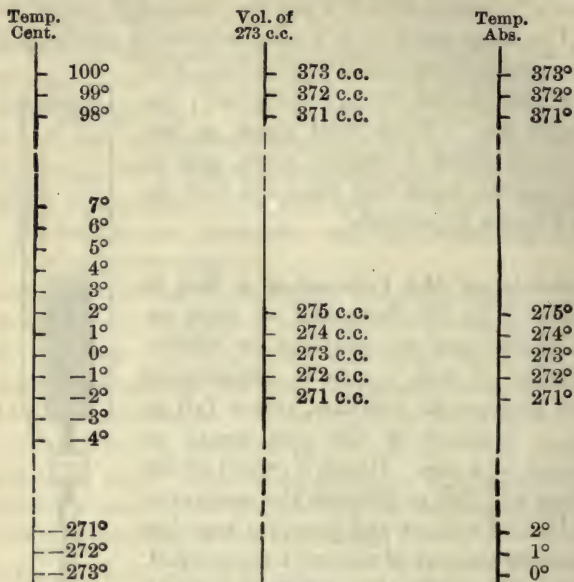 Temp. Vol. of Temp.
Cent. 273 c.c. Abs.
100° 373 c.c. 373°
99° 372 c.c. 372°
98° 371 c.c. 371°
7°
6°
5°
4°
3°
2° 275 c.c. 275°
1° 274 c.c. 274°
0° 273 c.c. 273°
−1° 272 c.c. 272°
−2° 271 c.c. 271°
−3°
−4°
−271° 2°
−272° 1°
−273° 0°